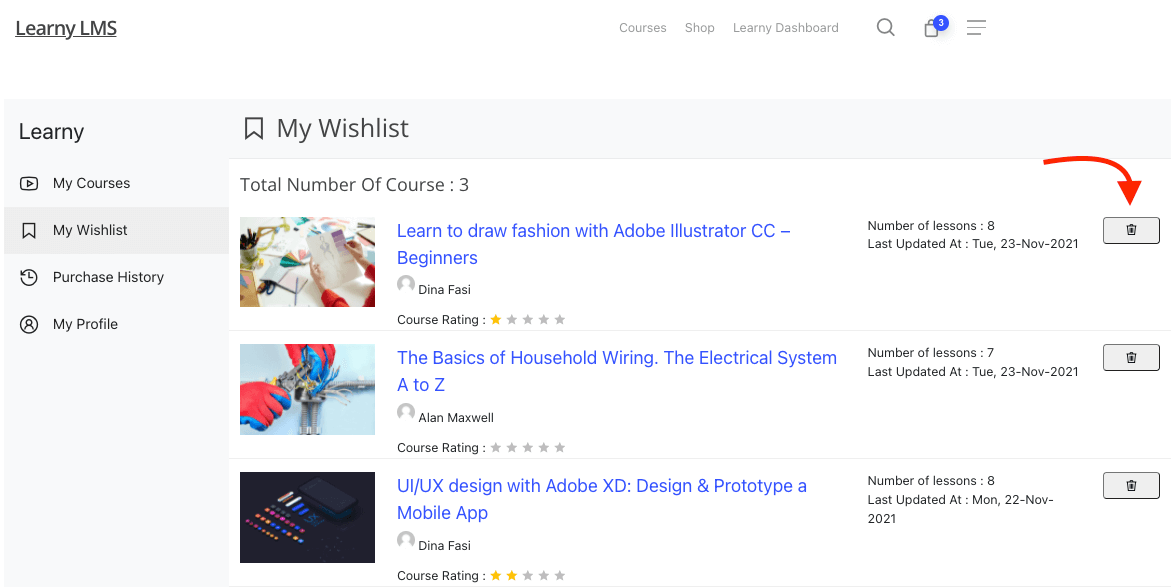 Learny LMS
Courses Shop Learny Dashboard 3
Learny
My Courses
My Wishlist
Purchase History
My Profile
My Wishlist
Total Number Of Course : 3
Learn to draw fashion with Adobe Illustrator CC –
Beginners
Dina Fasi
Course Rating :
Number of lessons : 8
Last Updated At : Tue, 23-Nov-2021
The Basics of Household Wiring. The Electrical System
A to Z
Alan Maxwell
Course Rating :
Number of lessons : 7
Last Updated At : Tue, 23-Nov-2021
UI/UX design with Adobe XD: Design & Prototype a
Mobile App
Dina Fasi
Course Rating :
Number of lessons : 8
Last Updated At : Mon, 22-Nov-
2021